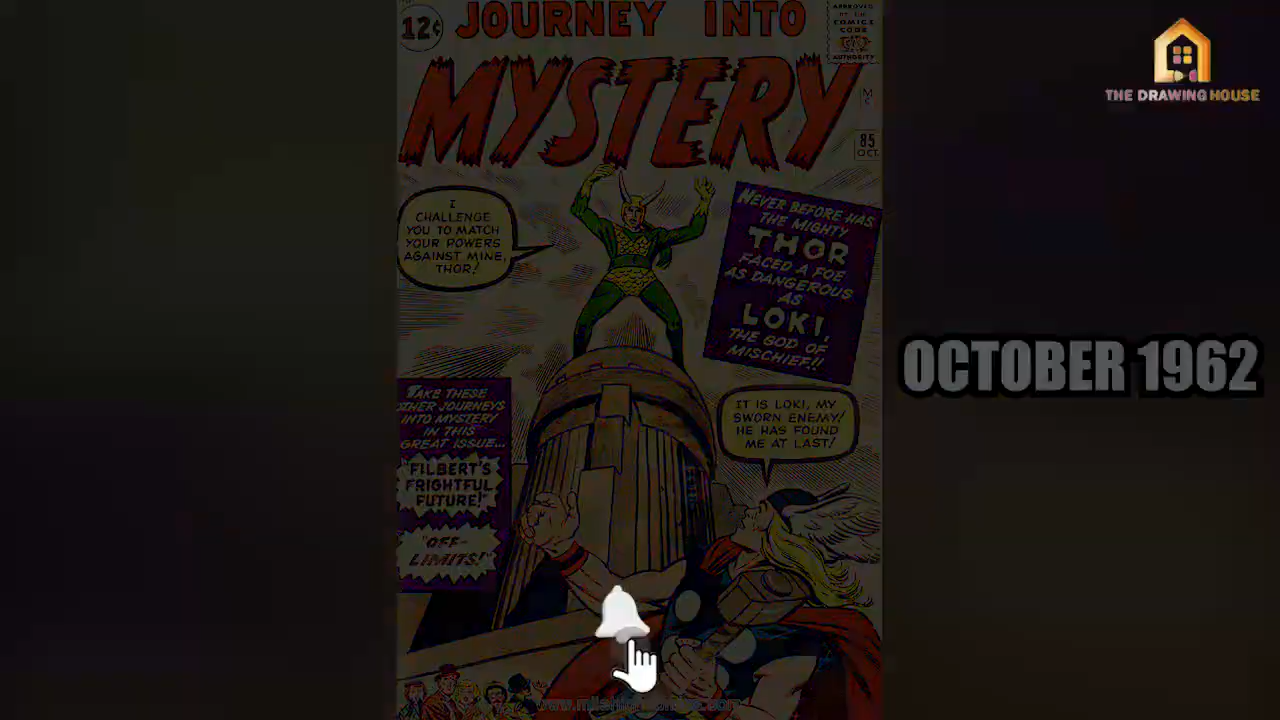 12¢
JOURNEY INTO
MYSTERY
APPROVED
BY THE
COMICS
CODE
AUTHORITY
85
OCT.
THE DRAWING HOUSE
I
CHALLENGE
YOU TO MATCH
YOUR POWERS
AGAINST MINE,
THOR!
NEVER BEFORE HAS
THE MIGHTY
THOR
FACED A FOE
AS DANGEROUS
AS
LOKI,
THE GOD OF
MISCHIEF!!
OCTOBER 1962
TAKE THESE
OTHER JOURNEYS
INTO MYSTERY
IN THIS
GREAT ISSUE...
"FILBERT'S
FRIGHTFUL
FUTURE!"
"OFF-
LIMITS!"
IT IS LOKI, MY
SWORN ENEMY!
HE HAS FOUND
ME AT LAST!